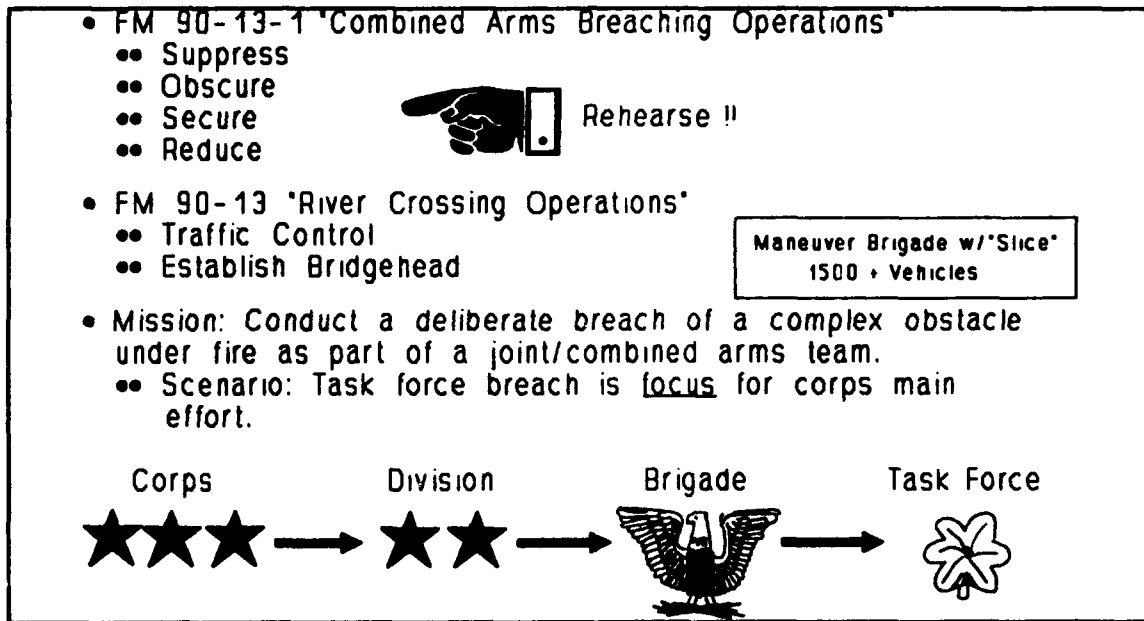 • FM 90-13-1 "Combined Arms Breaching Operations"
•• Suppress
•• Obscure
•• Secure
•• Reduce
Rehearse !!
• FM 90-13 "River Crossing Operations"
•• Traffic Control
•• Establish Bridgehead
Maneuver Brigade w/"Slice"
1500 + Vehicles
• Mission: Conduct a deliberate breach of a complex obstacle
under fire as part of a joint/combined arms team.
•• Scenario: Task force breach is focus for corps main
effort.
Corps Division Brigade Task Force